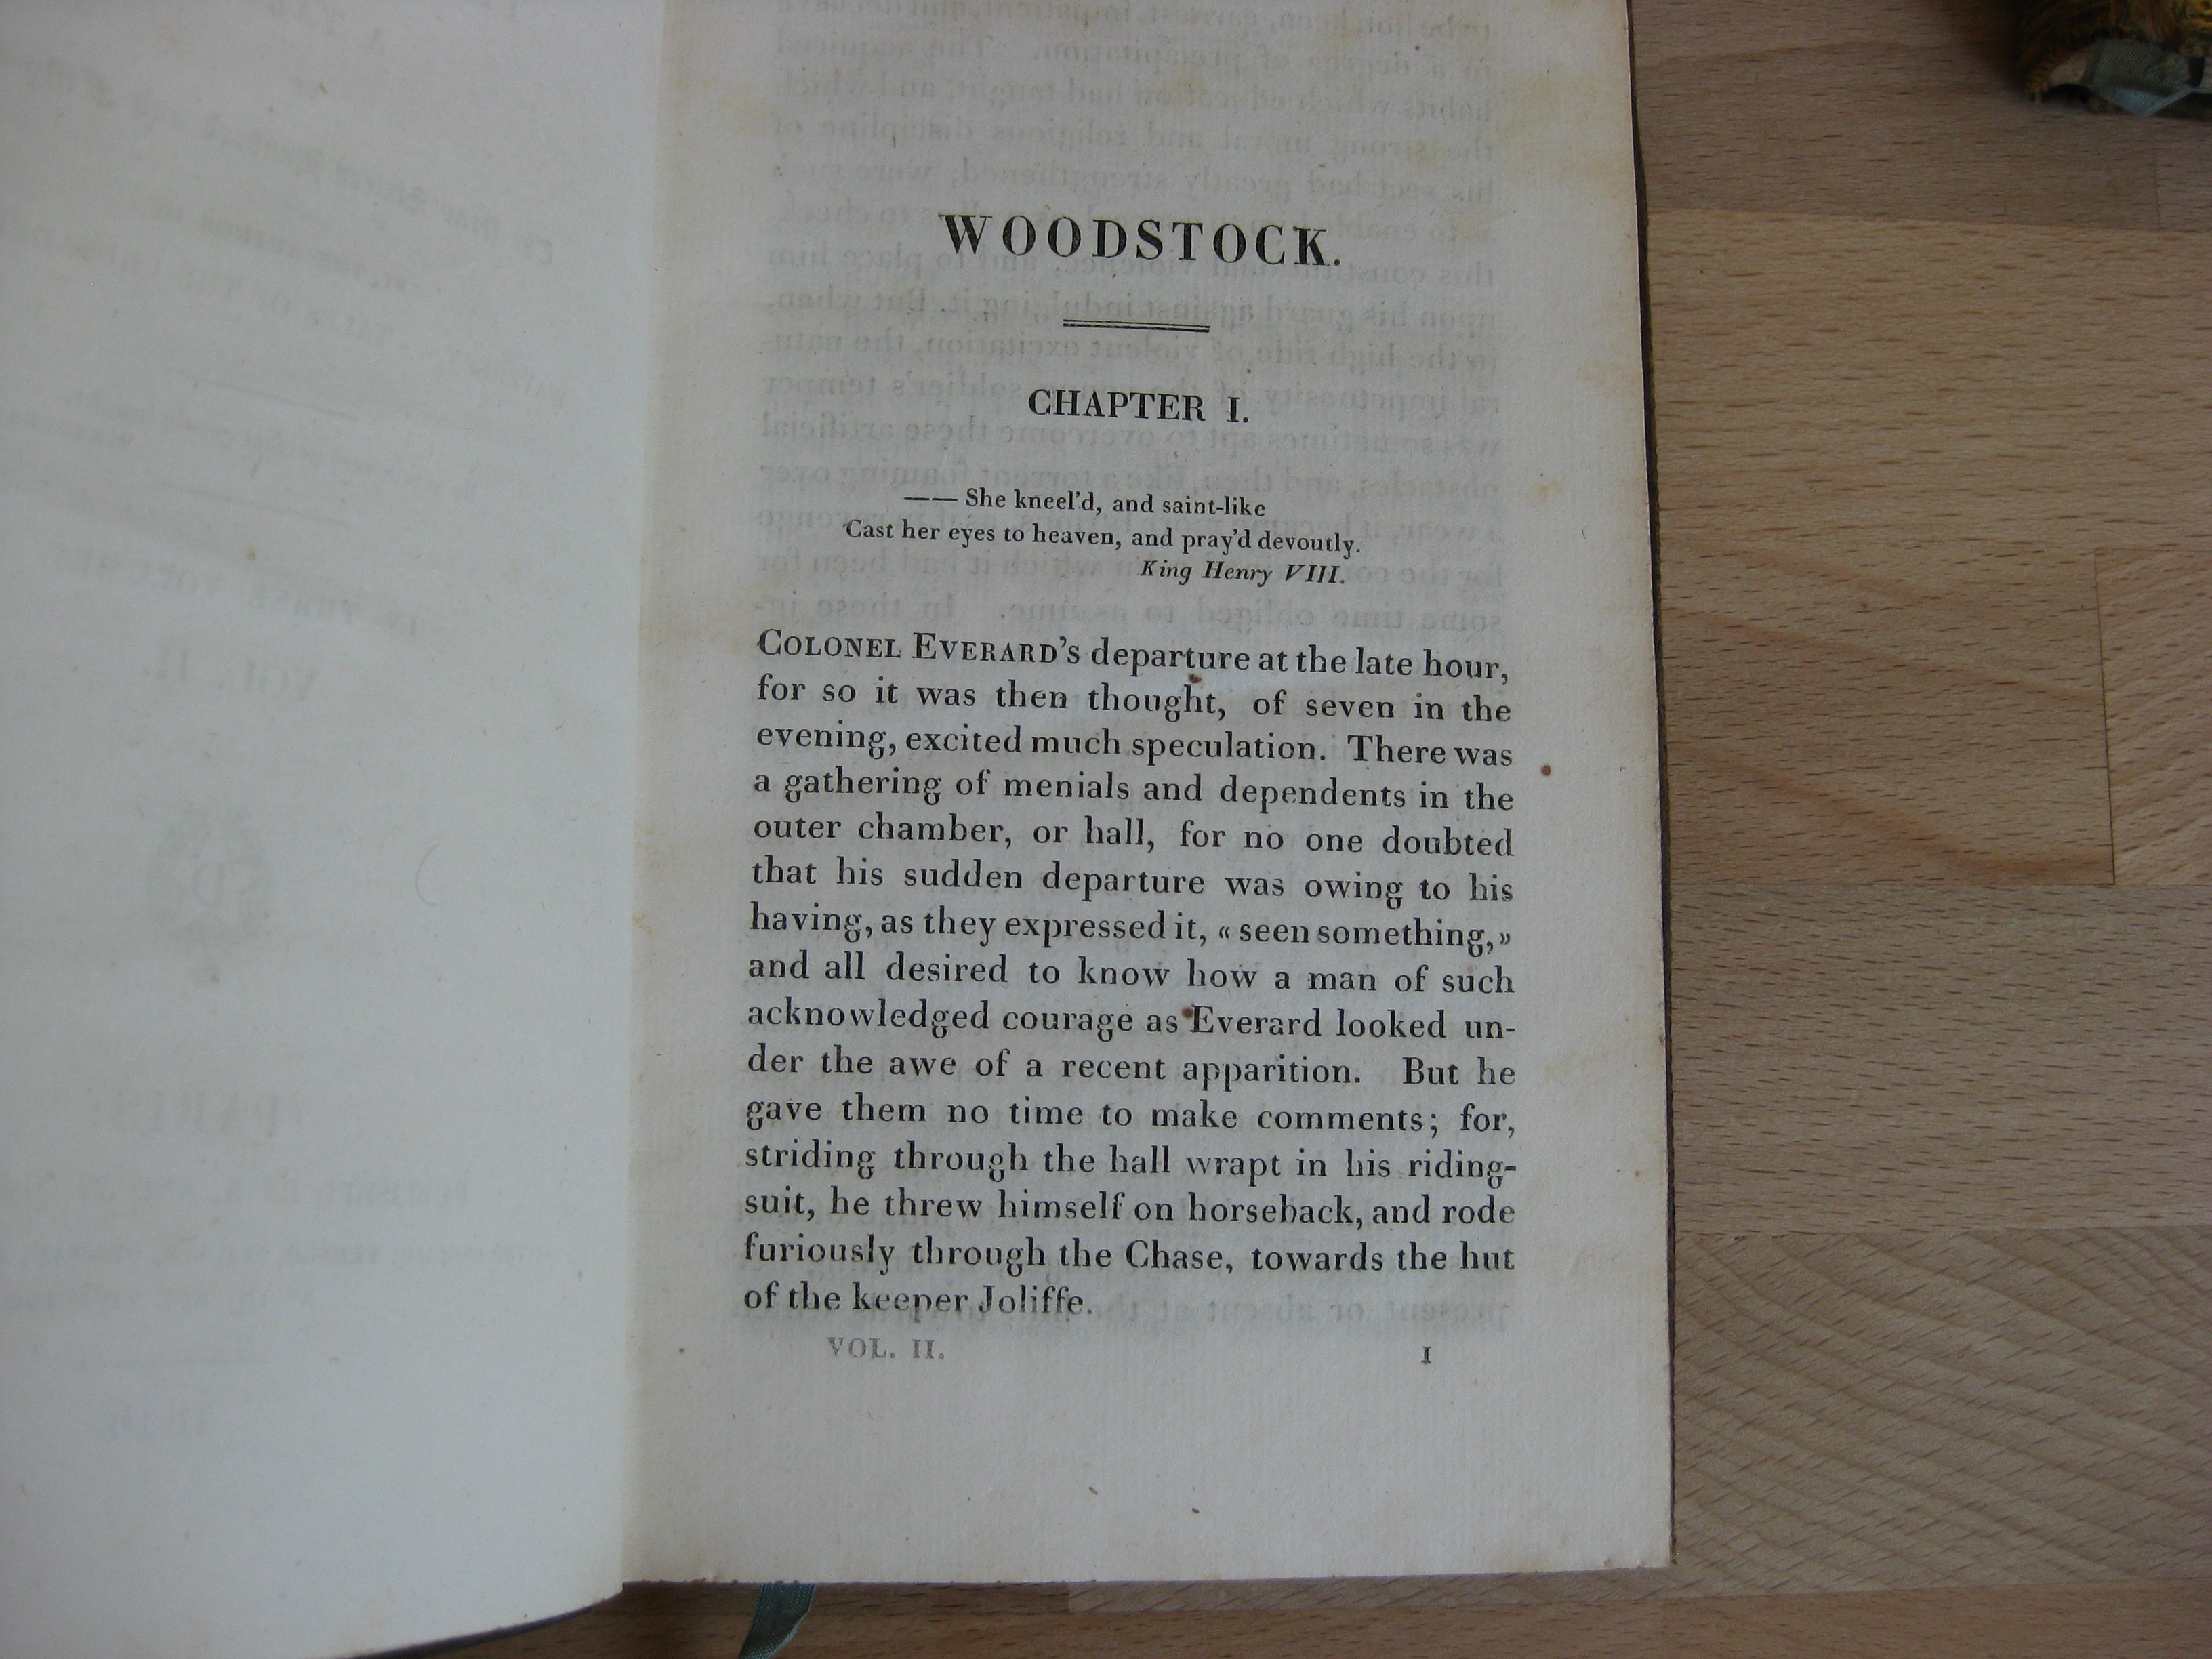 WOODSTOCK.
CHAPTER I.
—— She kneel'd, and saint-like
Cast her eyes to heaven, and pray'd devoutly.
King Henry VIII.
COLONEL EVERARD'S departure at the late hour,
for so it was then thought, of seven in the
evening, excited much speculation. There was
a gathering of menials and dependents in the
outer chamber, or hall, for no one doubted
that his sudden departure was owing to his
having, as they expressed it, « seen something, »
and all desired to know how a man of such
acknowledged courage as Everard looked un-
der the awe of a recent apparition. But he
gave them no time to make comments; for,
striding through the hall wrapt in his riding-
suit, he threw himself on horseback, and rode
furiously through the Chase, towards the hut
of the keeper Joliffe.
VOL. II. 1